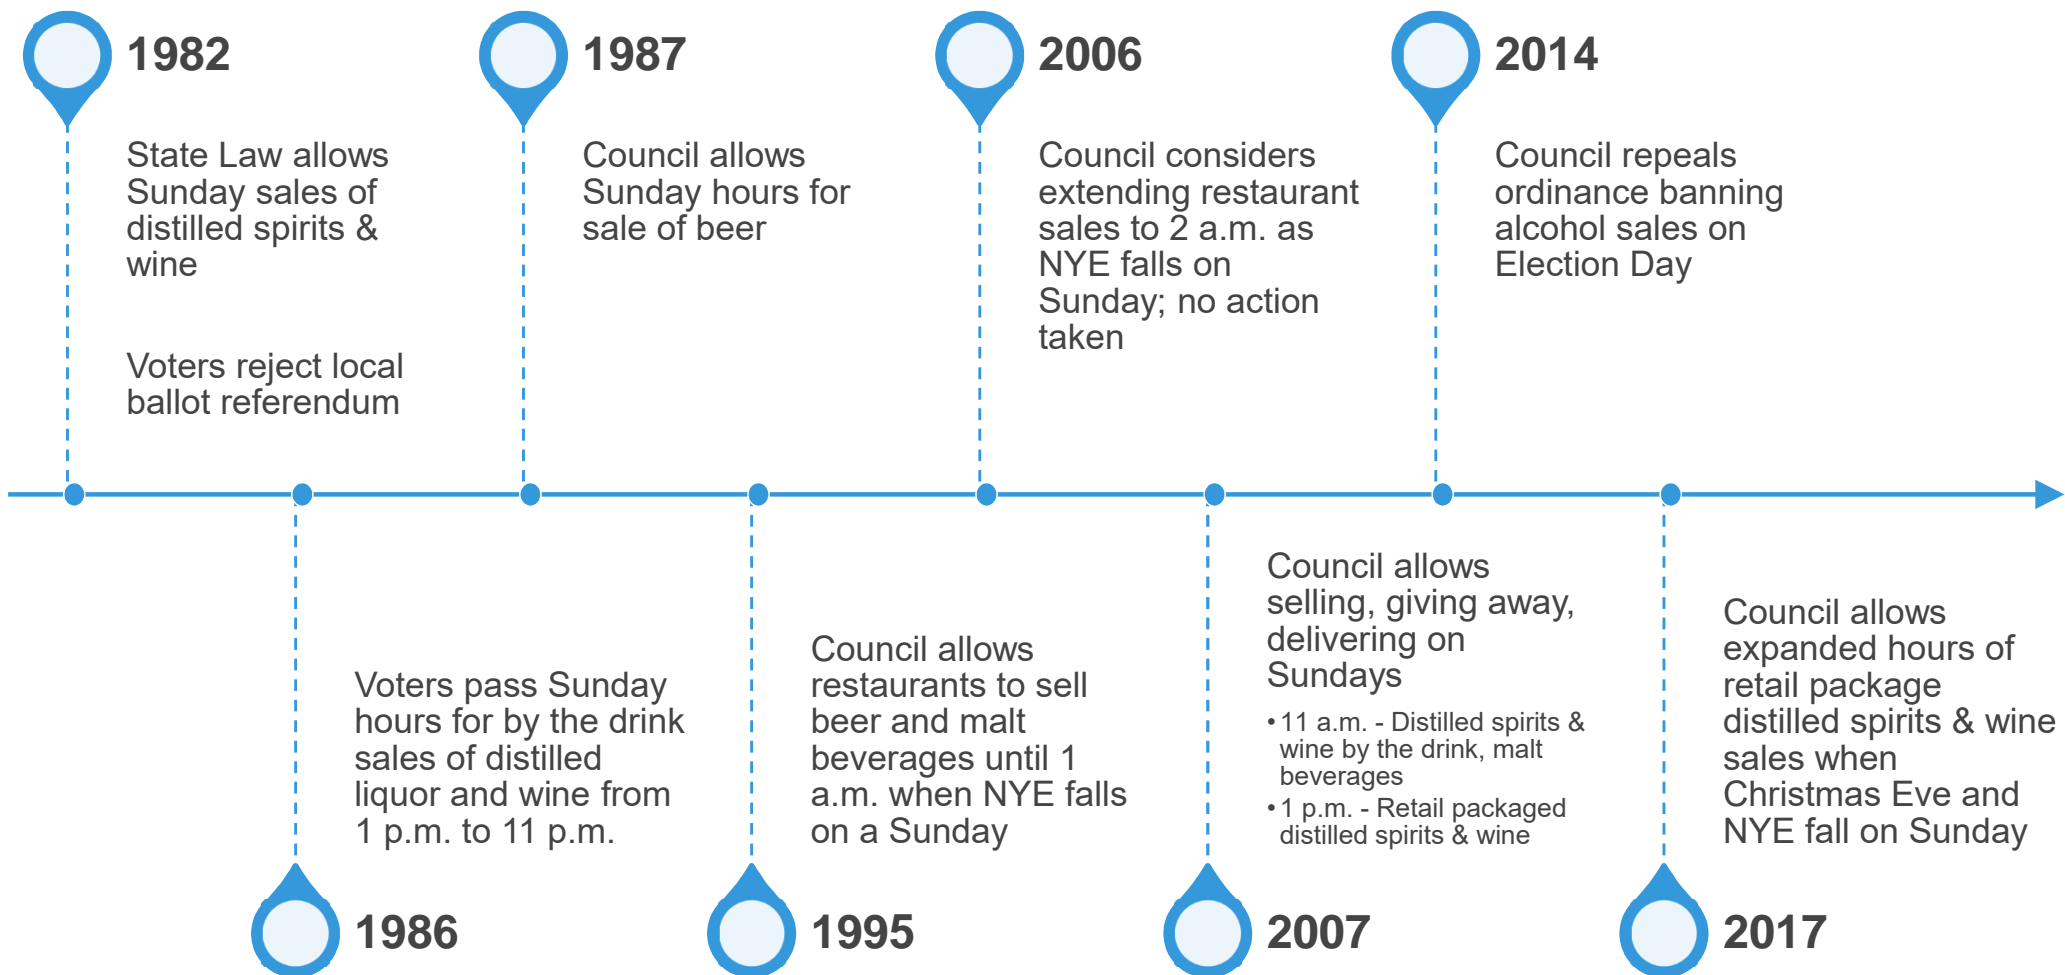 1982
State Law allows
Sunday sales of
distilled spirits &
wine
Voters reject local
ballot referendum
1987
Council allows
Sunday hours for
sale of beer
2006
Council considers
extending restaurant
sales to 2 a.m. as
NYE falls on
Sunday; no action
taken
2014
Council repeals
ordinance banning
alcohol sales on
Election Day
Voters pass Sunday
hours for by the drink
sales of distilled
liquor and wine from
1 p.m. to 11 p.m.
1986
Council allows
restaurants to sell
beer and malt
beverages until 1
a.m. when NYE falls
on a Sunday
1995
Council allows
selling, giving away,
delivering on
Sundays
• 11 a.m. - Distilled spirits &
wine by the drink, malt
beverages
• 1 p.m. - Retail packaged
distilled spirits & wine
2007
Council allows
expanded hours of
retail package
distilled spirits & wine
sales when
Christmas Eve and
NYE fall on Sunday
2017